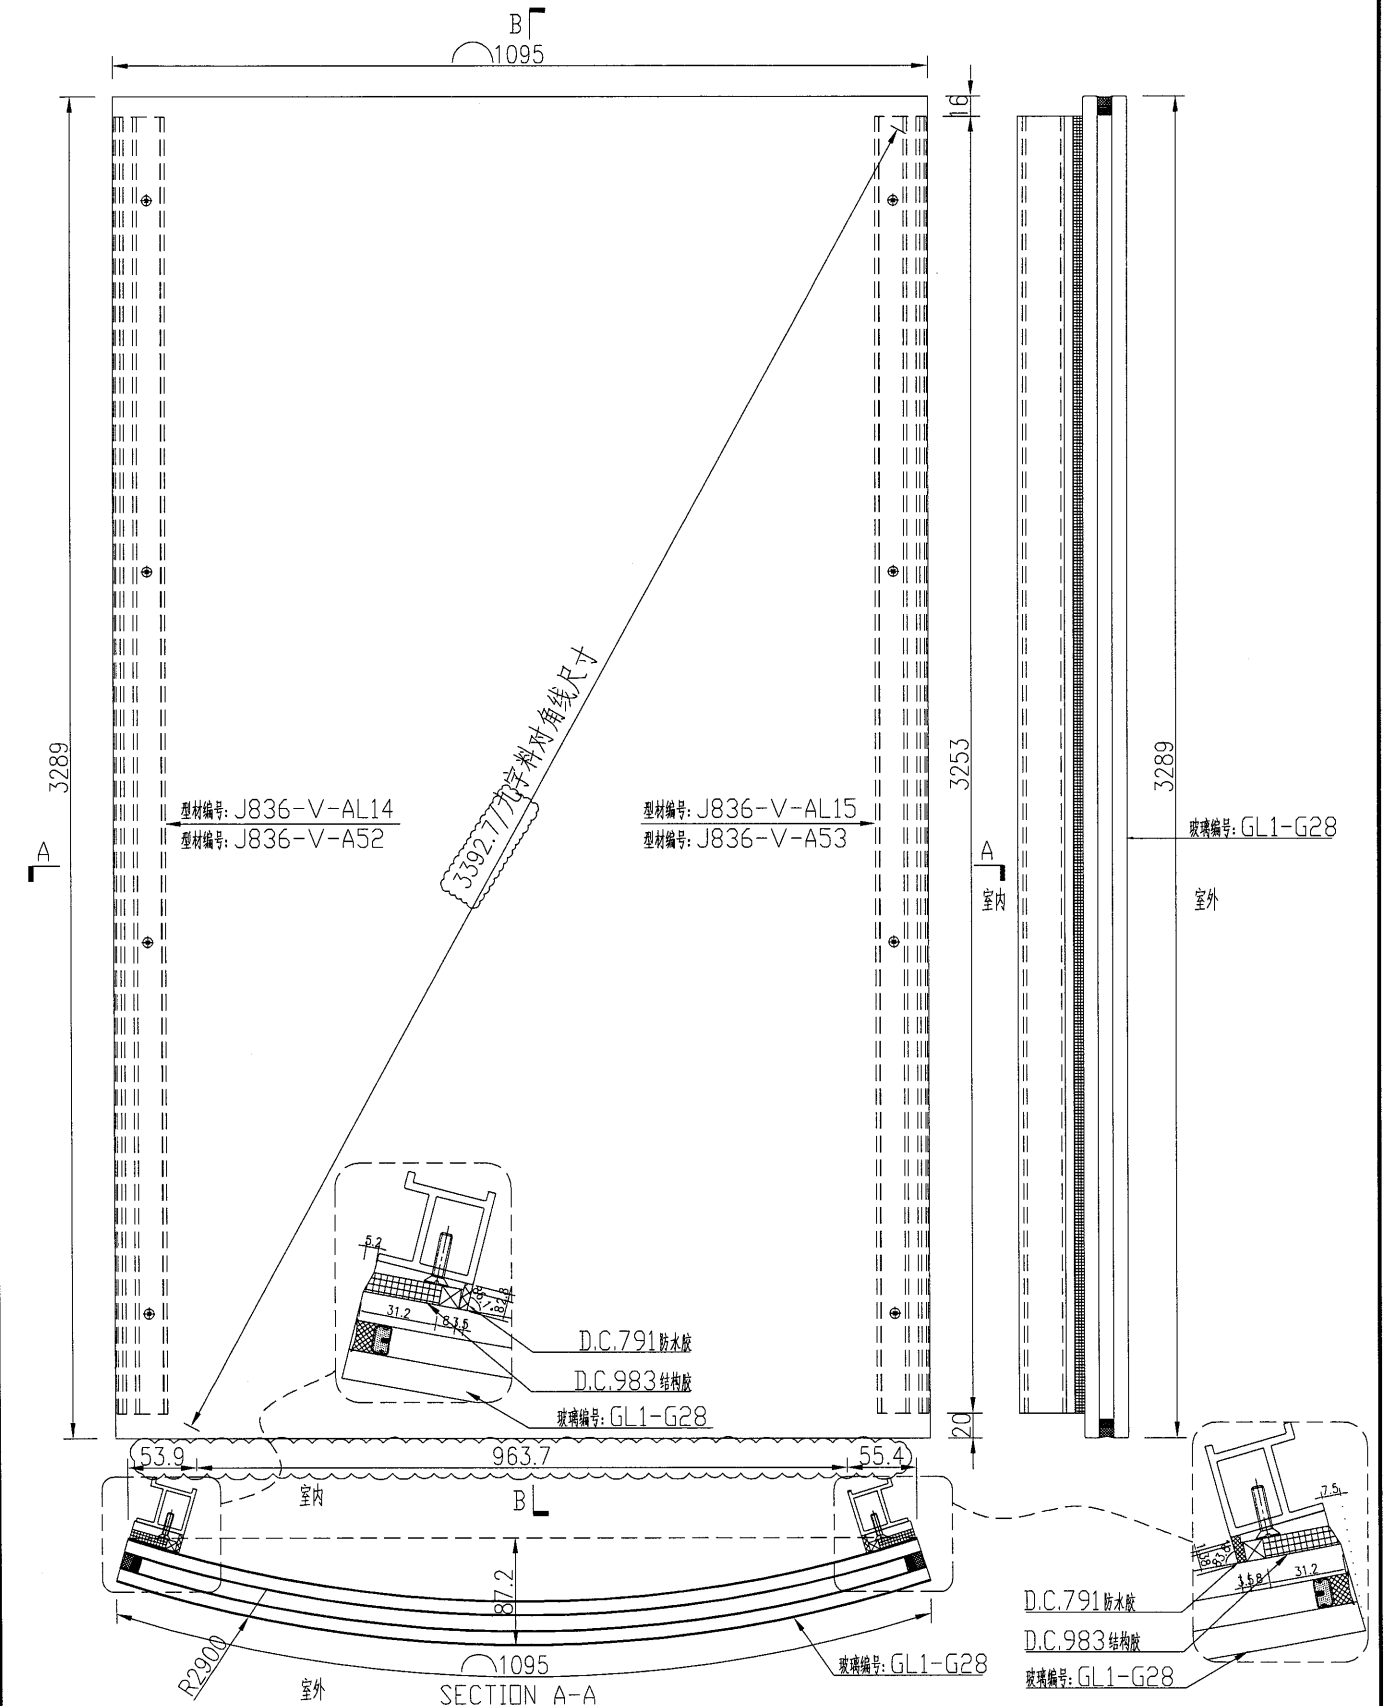 B
⌒1095
16
3289
3253
3289
3392.7/几字料对角线尺寸
型材编号: J836-V-AL14
型材编号: J836-V-A52
型材编号: J836-V-AL15
型材编号: J836-V-A53
玻璃编号: GL1-G28
A
A
室内
室外
5.2
31.2
D.C.791防水胶
D.C.983结构胶
玻璃编号: GL1-G28
20
53.9
963.7
55.4
室内
B
7.5
31.2
87.2
D.C.791防水胶
D.C.983结构胶
玻璃编号: GL1-G28
R2900
⌒1095
玻璃编号: GL1-G28
室外
SECTION A-A